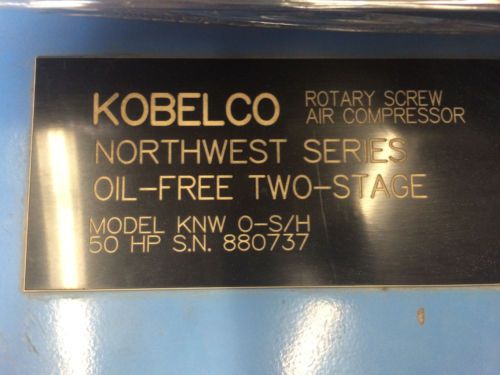 KOBELCO ROTARY SCREW
AIR COMPRESSOR
NORTHWEST SERIES
OIL-FREE TWO-STAGE
MODEL KNW 0-S/H
50 HP S.N. 880737